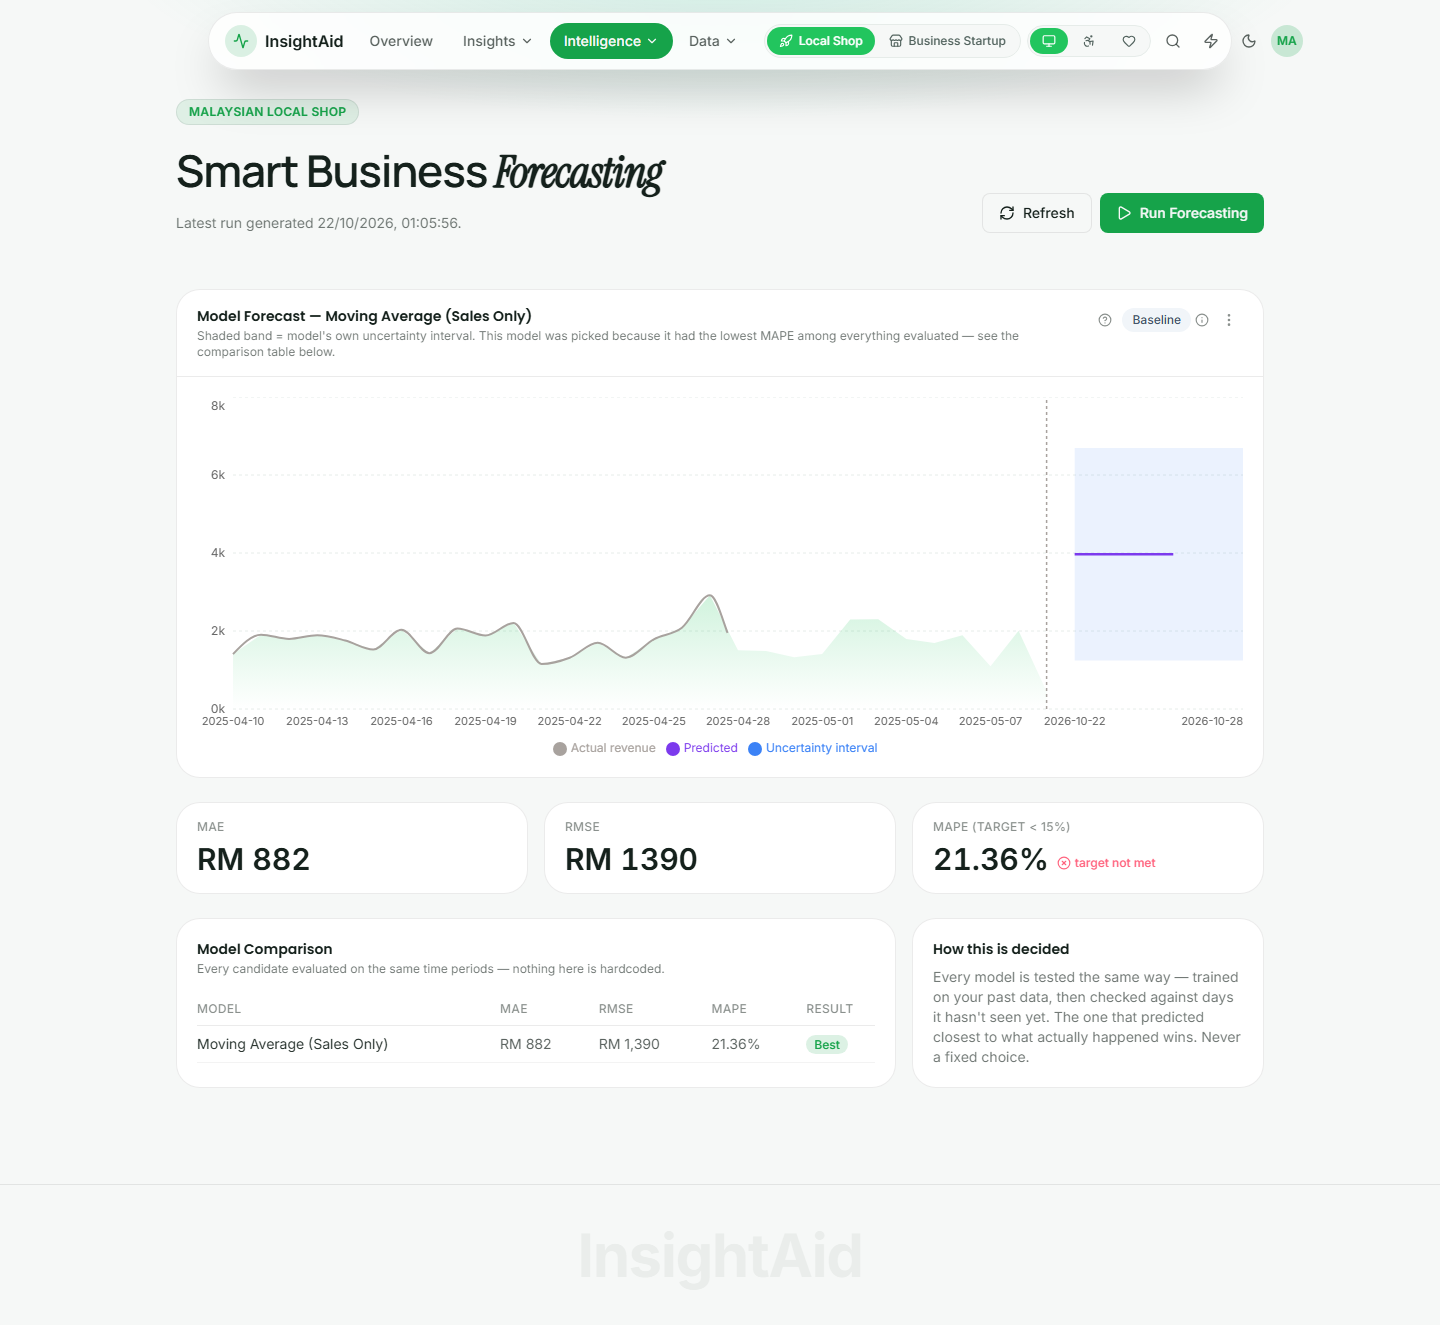 InsightAid
Overview
Insights
Intelligence
Data
Local Shop
Business Startup
MA
MALAYSIAN LOCAL SHOP
Smart Business Forecasting
Latest run generated 22/10/2026, 01:05:56.
Refresh
Run Forecasting
Model Forecast — Moving Average (Sales Only)
Shaded band = model's own uncertainty interval. This model was picked because it had the lowest MAPE among everything evaluated — see the
comparison table below.
Baseline
8k
6k
4k
2k
0k
2025-04-10 2025-04-13 2025-04-16 2025-04-19 2025-04-22 2025-04-25 2025-04-28 2025-05-01 2025-05-04 2025-05-07 2026-10-22 2026-10-28
Actual revenue Predicted Uncertainty interval
MAE
RM 882
RMSE
RM 1390
MAPE (TARGET < 15%)
21.36% target not met
Model Comparison
Every candidate evaluated on the same time periods — nothing here is hardcoded.
MODEL MAE RMSE MAPE RESULT
Moving Average (Sales Only) RM 882 RM 1,390 21.36% Best
How this is decided
Every model is tested the same way — trained
on your past data, then checked against days
it hasn't seen yet. The one that predicted
closest to what actually happened wins. Never
a fixed choice.
InsightAid